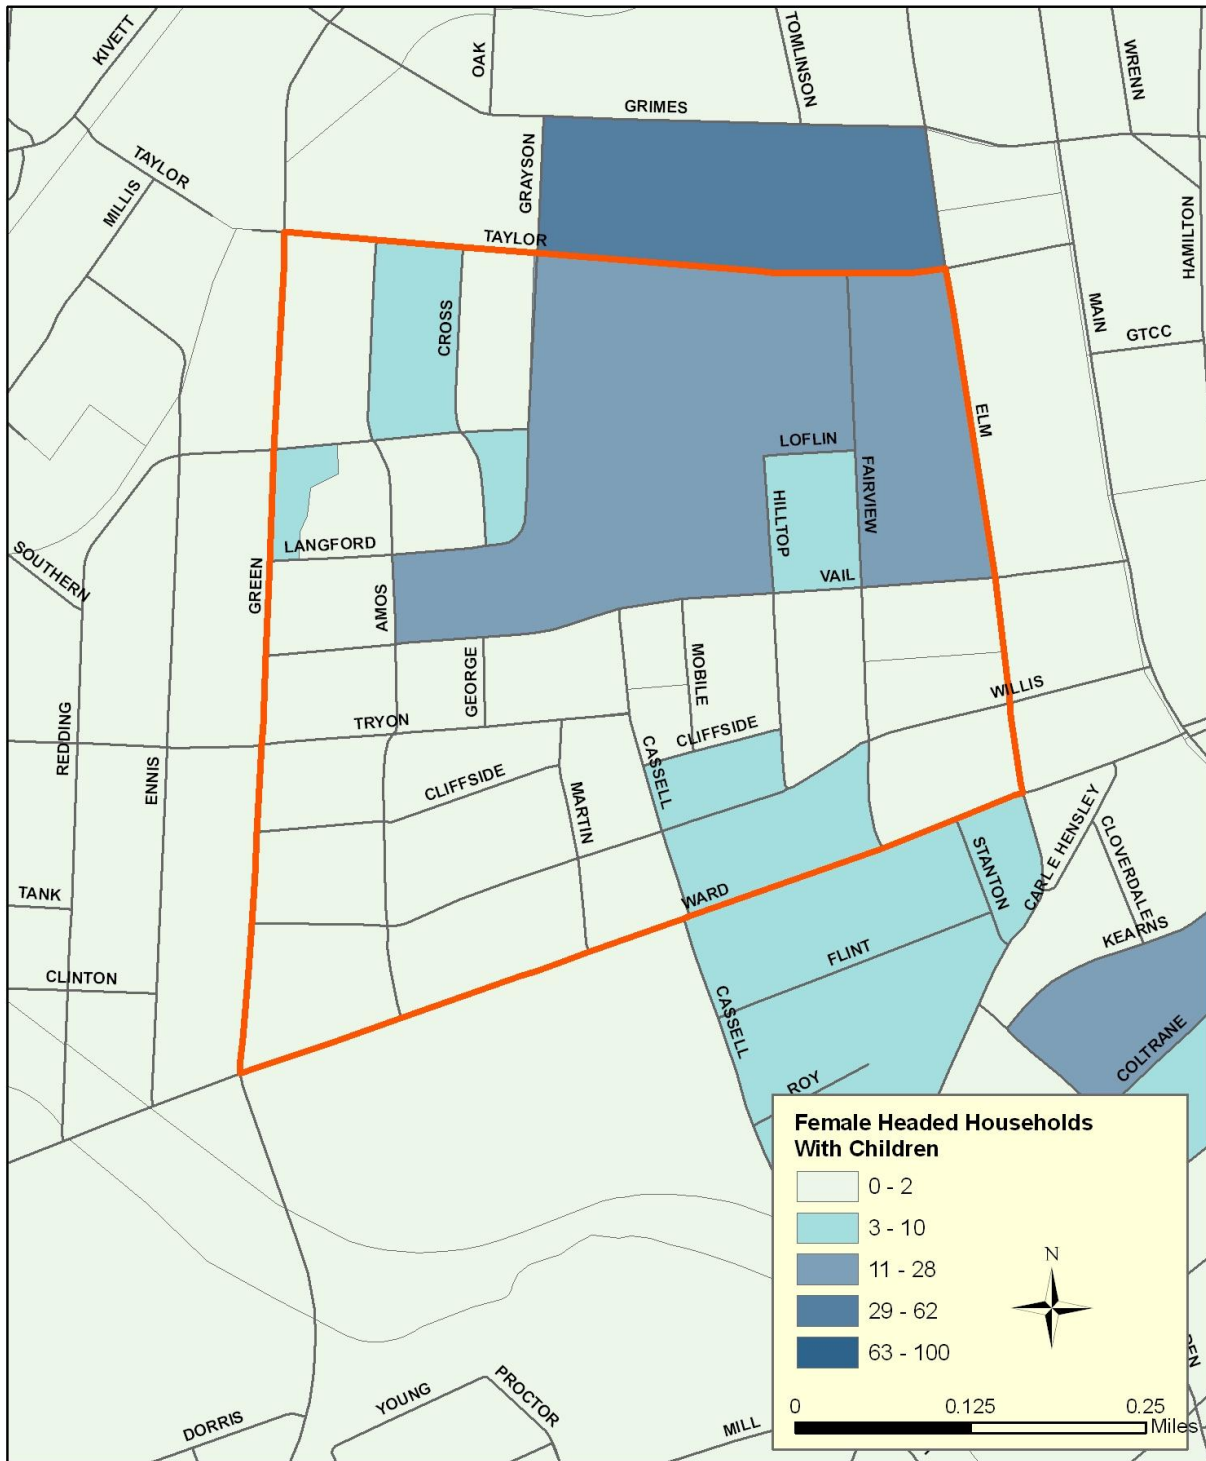 KIVETT
OAK
TOMLINSON
WRENN
GRIMES
TAYLOR
MILLIS
GRAYSON
HAMILTON
TAYLOR
CROSS
MAIN
GTCC
ELM
LOFLIN
FAIRVIEW
HILLTOP
SOUTHERN
LANGFORD
GREEN
VAIL
AMOS
GEORGE
MOBILE
WILLIS
REDDING
TRYON
CLIFFSIDE
ENNIS
CASSELL
CLIFFSIDE
MARTIN
CARL E HENSLEY
CLOVERDALE
STANTON
TANK
WARD
KEARNS
FLINT
CLINTON
CASSELL
COLTRANE
ROY
Female Headed Households
With Children
0 - 2
3 - 10
11 - 28
N
29 - 62
63 - 100
0 0.125 0.25
Miles
PROCTOR
YOUNG
DORRIS
MILL